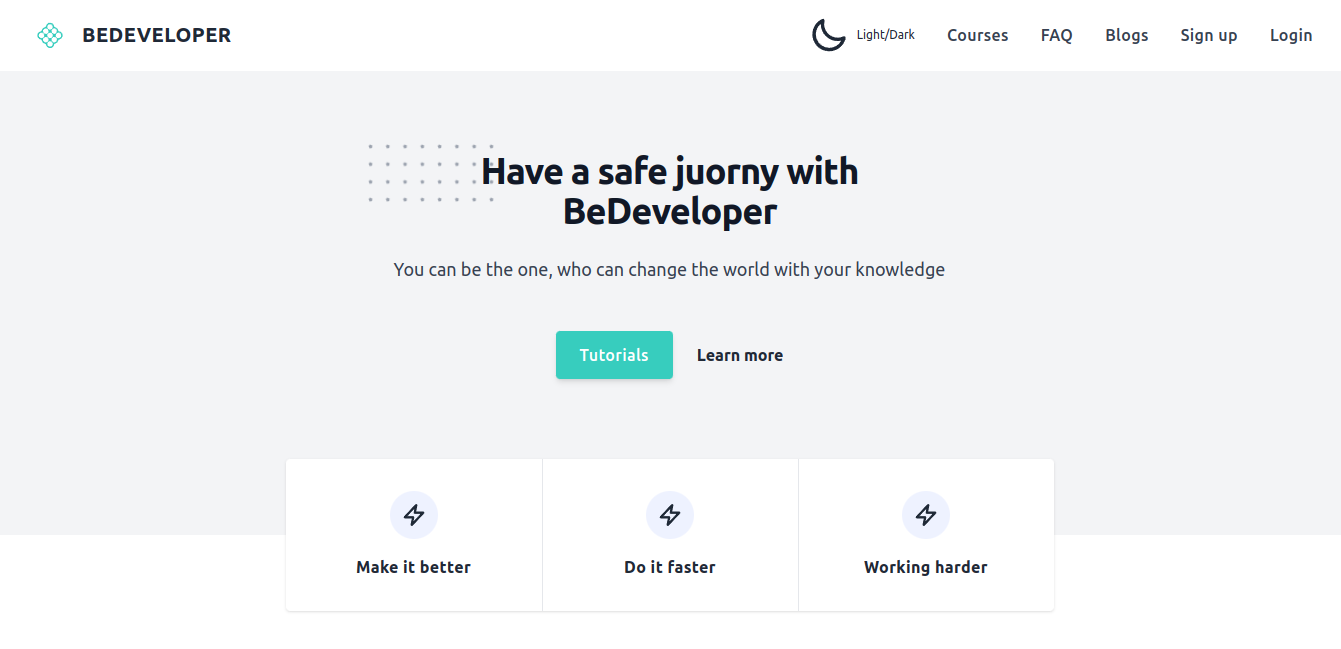 BEDEVELOPER
Light/Dark
Courses
FAQ
Blogs
Sign up
Login
Have a safe juorny with
BeDeveloper
You can be the one, who can change the world with your knowledge
Tutorials
Learn more
Make it better
Do it faster
Working harder